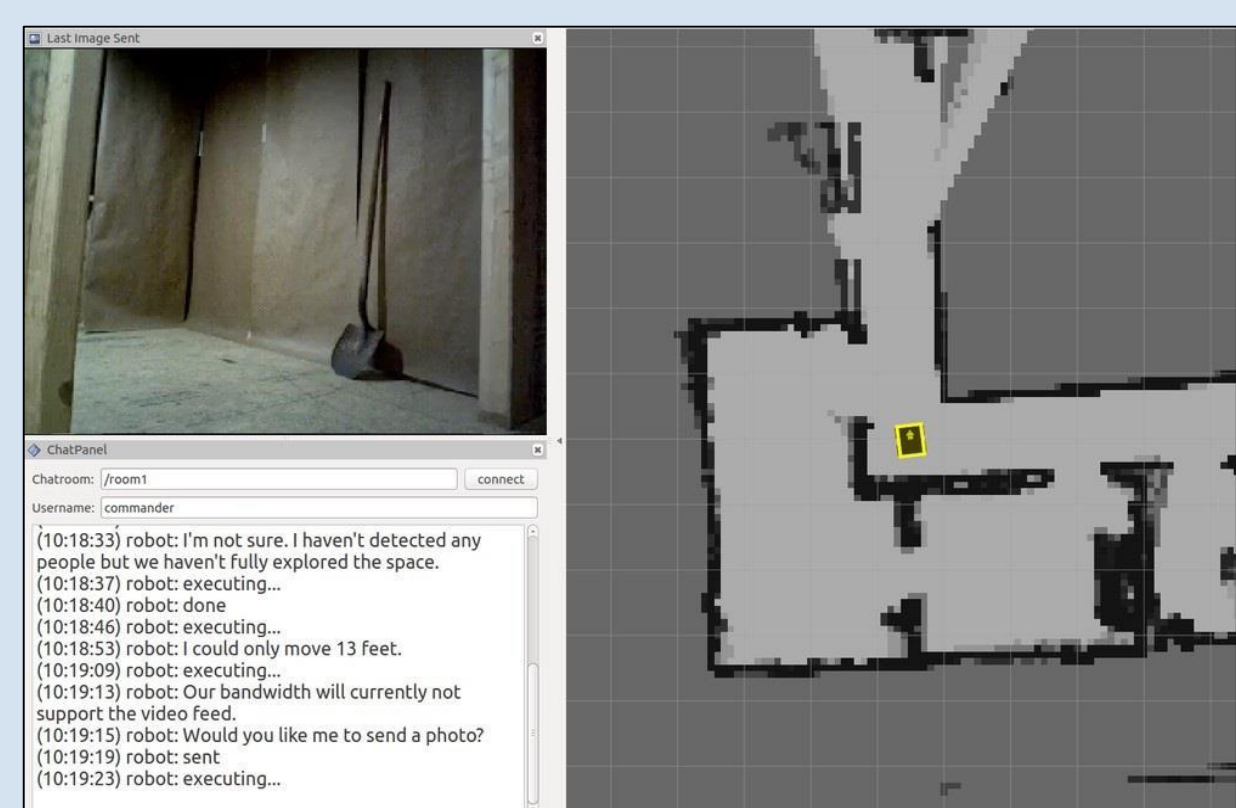 Last Image Sent
ChatPanel
Chatroom: /room1 connect
Username: commander
(10:18:33) robot: I'm not sure. I haven't detected any
people but we haven't fully explored the space.
(10:18:37) robot: executing...
(10:18:40) robot: done
(10:18:46) robot: executing...
(10:18:53) robot: I could only move 13 feet.
(10:19:09) robot: executing...
(10:19:13) robot: Our bandwidth will currently not
support the video feed.
(10:19:15) robot: Would you like me to send a photo?
(10:19:19) robot: sent
(10:19:23) robot: executing...